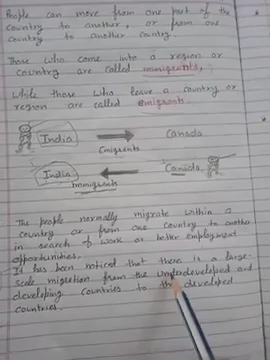 People can move from one part of the
country to another, or from one
country to another country.
Those who come into a region or
country are called immigrants,
While those who leave a country or
region are called emigrants.
India Canada
Emigrants
India Canada
Immigrants
The people normally migrate within a
country or from one country to another
in search of work or better employment
opportunities.
It has been noticed that there is a large-
scale migration from the underdeveloped and
developing countries to the developed
countries.